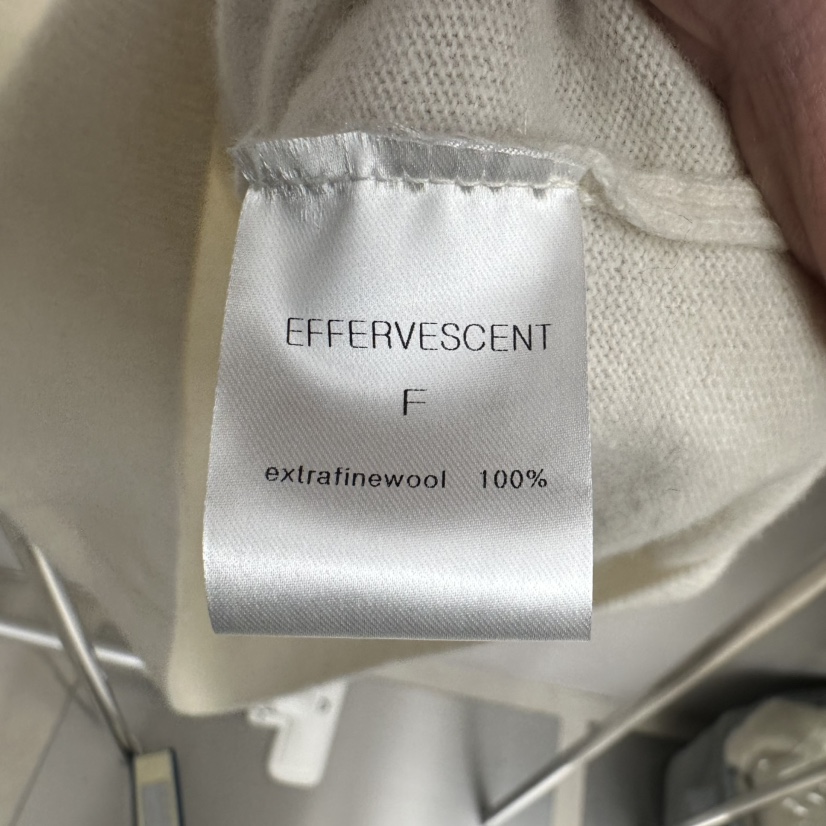 EFFERVESCENT
F
extrafinewool 100%